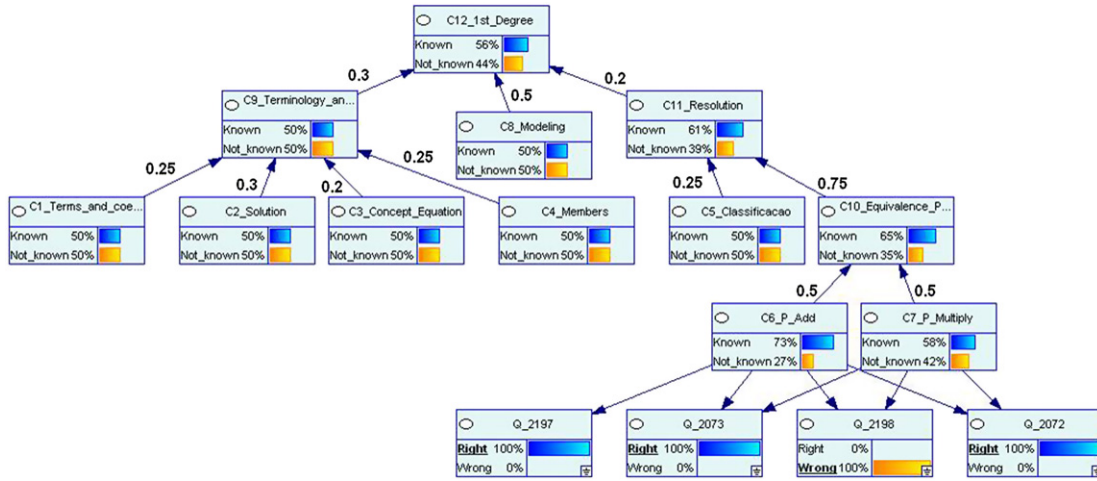 C12_1st_Degree
Known 56%
Not_known 44%
0.3
0.5
0.2
C9_Terminology_an...
Known 50%
Not_known 50%
C8_Modeling
Known 50%
Not_known 50%
C11_Resolution
Known 61%
Not_known 39%
0.25
0.3
0.2
0.25
0.25
0.75
C1_Terms_and_coe...
Known 50%
Not_known 50%
C2_Solution
Known 50%
Not_known 50%
C3_Concept_Equation
Known 50%
Not_known 50%
C4_Members
Known 50%
Not_known 50%
C5_Classificacao
Known 50%
Not_known 50%
C10_Equivalence_P...
Known 65%
Not_known 35%
0.5
0.5
C6_P_Add
Known 73%
Not_known 27%
C7_P_Multiply
Known 58%
Not_known 42%
Q_2197
Right 100%
Wrong 0%
Q_2073
Right 100%
Wrong 0%
Q_2198
Right 0%
Wrong 100%
Q_2072
Right 100%
Wrong 0%